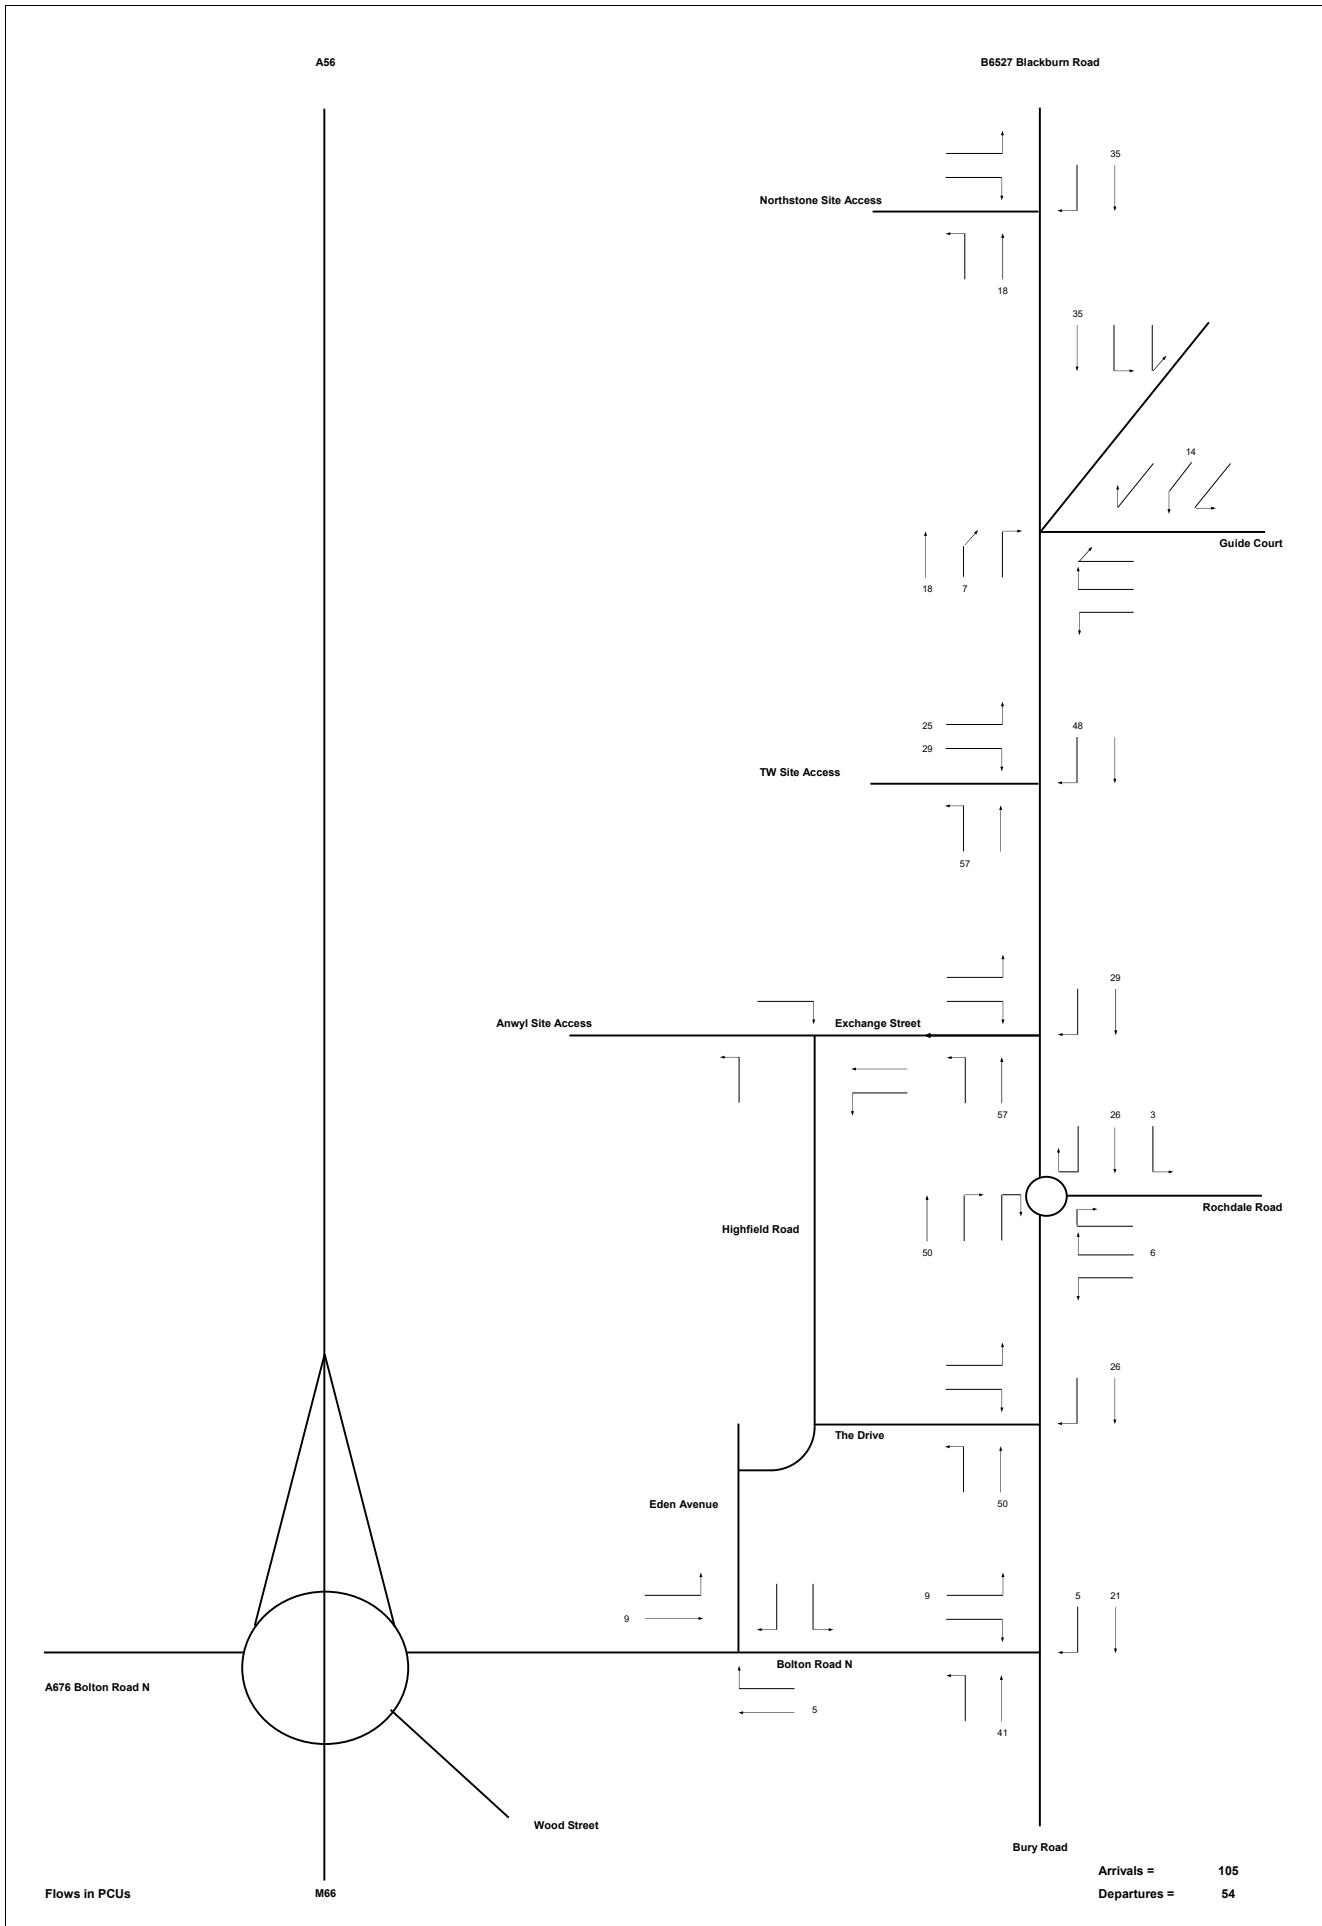 A56 B6527 Blackburn Road
35
Northstone Site Access
18
35
14
Guide Court
18 7
25 48
29
TW Site Access
57
29
Anwyl Site Access Exchange Street
57 26 3
Rochdale Road
Highfield Road
50 6
26
The Drive
Eden Avenue 50
9 5 21
9
Bolton Road N
A676 Bolton Road N
5
41
Wood Street
Bury Road
Arrivals = 105
Flows in PCUs M66 Departures = 54